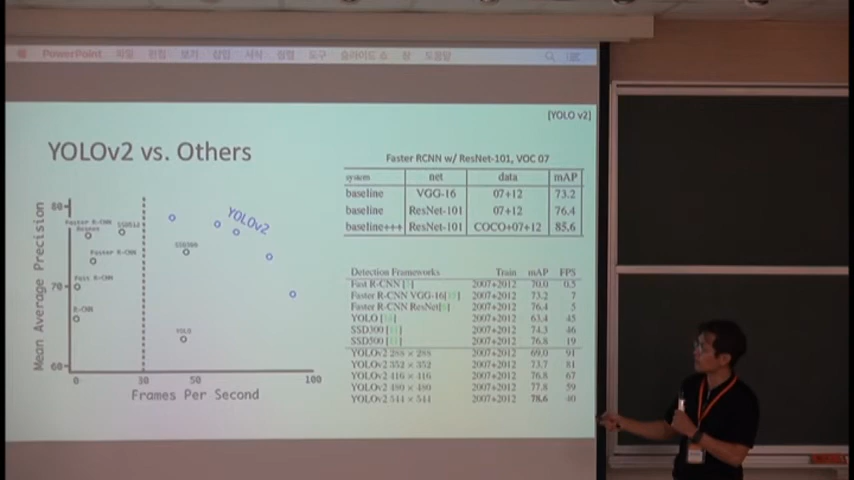 PowerPoint 파일 편집 보기 삽입 서식 정렬 도구 슬라이드 쇼 창 도움말
[YOLO v2]
YOLOv2 vs. Others
Mean Average Precision
80
70
60
0 30 50 100
Frames Per Second
Faster R-CNN
ResNet
SSD512
YOLOv2
SSD300
Faster R-CNN
Fast R-CNN
R-CNN
YOLO
Faster RCNN w/ ResNet-101, VOC 07
system net data mAP
baseline VGG-16 07+12 73.2
baseline ResNet-101 07+12 76.4
baseline+++ ResNet-101 COCO+07+12 85.6
Detection Frameworks Train mAP FPS
Fast R-CNN 2007+2012 70.0 0.5
Faster R-CNN VGG-16 2007+2012 73.2 7
Faster R-CNN ResNet 2007+2012 76.4 5
YOLO 2007+2012 63.4 45
SSD300 2007+2012 74.3 46
SSD500 2007+2012 76.8 19
YOLOv2 288 × 288 2007+2012 69.0 91
YOLOv2 352 × 352 2007+2012 73.7 81
YOLOv2 416 × 416 2007+2012 76.8 67
YOLOv2 480 × 480 2007+2012 77.8 59
YOLOv2 544 × 544 2007+2012 78.6 40